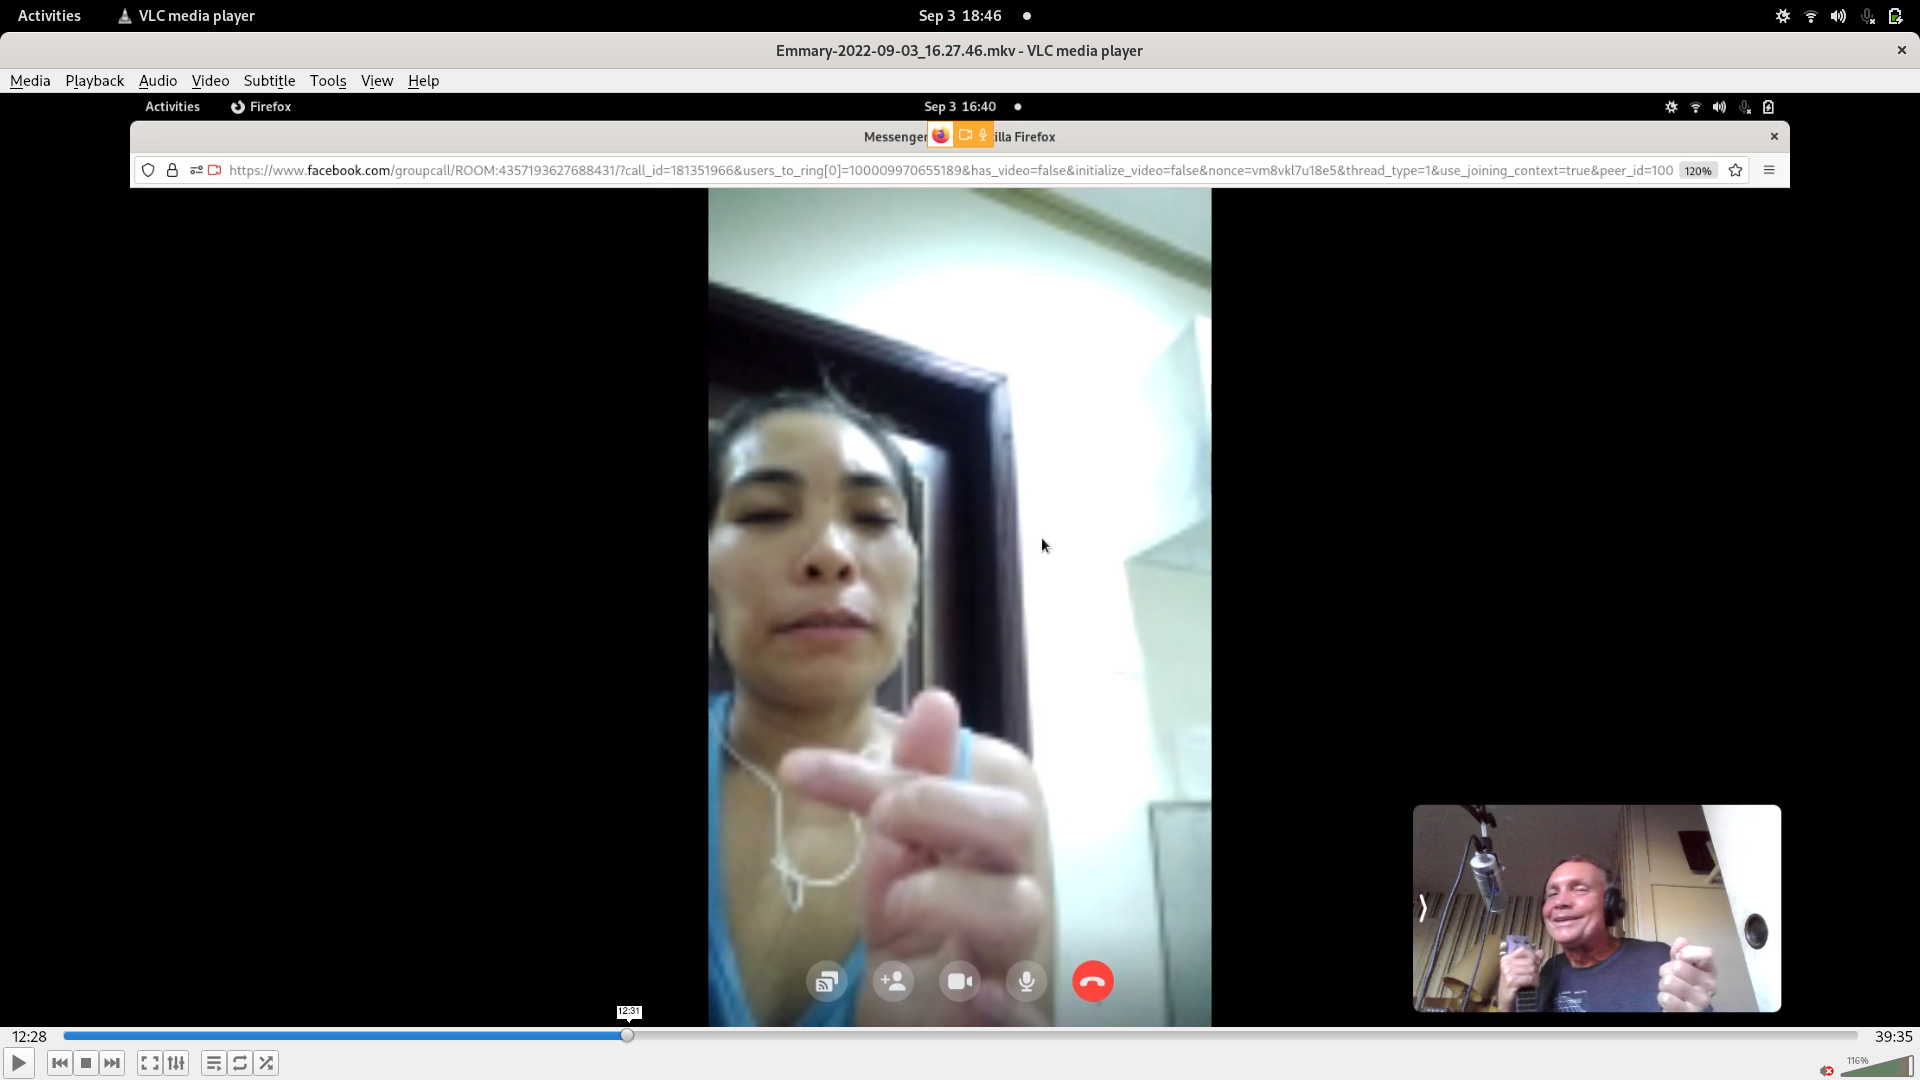 Activities VLC media player Sep 3 18:46
Emmary-2022-09-03_16.27.46.mkv - VLC media player
Media Playback Audio Video Subtitle Tools View Help
Activities Firefox Sep 3 16:40
Messenger illa Firefox
https://www.facebook.com/groupcall/ROOM:4357193627688431/?call_id=181351966&users_to_ring[0]=100009970655189&has_video=false&initialize_video=false&nonce=vm8vkl7u18e5&thread_type=1&use_joining_context=true&peer_id=100 120%
12:31
12:28 39:35
116%